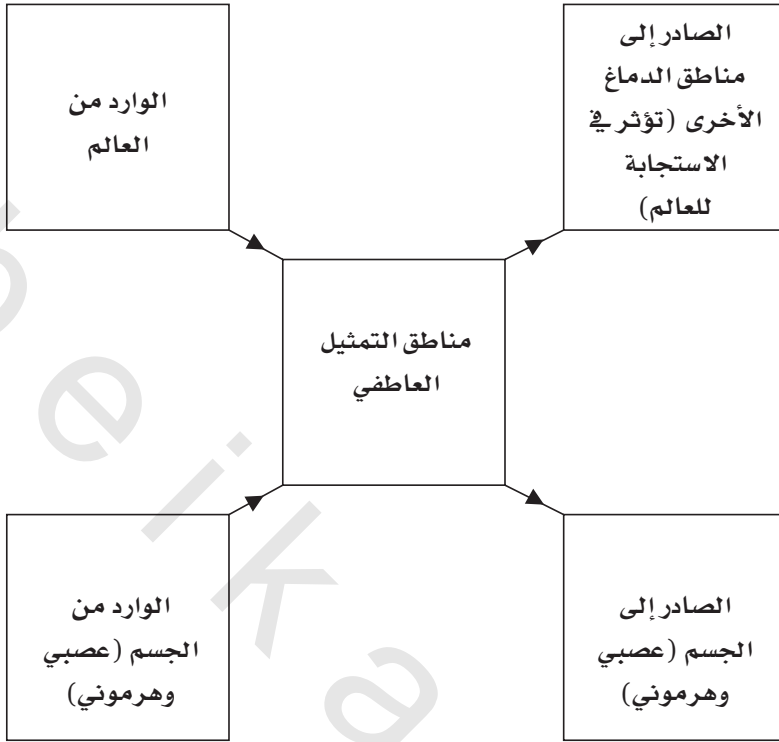 الصادر إلى
مناطق الدماغ
الأخرى (تؤثر في
الاستجابة
للعالم)
الوارد من
العالم
مناطق التمثيل
العاطفي
الصادر إلى
الجسم (عصبي
وهرموني)
الوارد من
الجسم (عصبي
وهرموني)
e
i
k
a